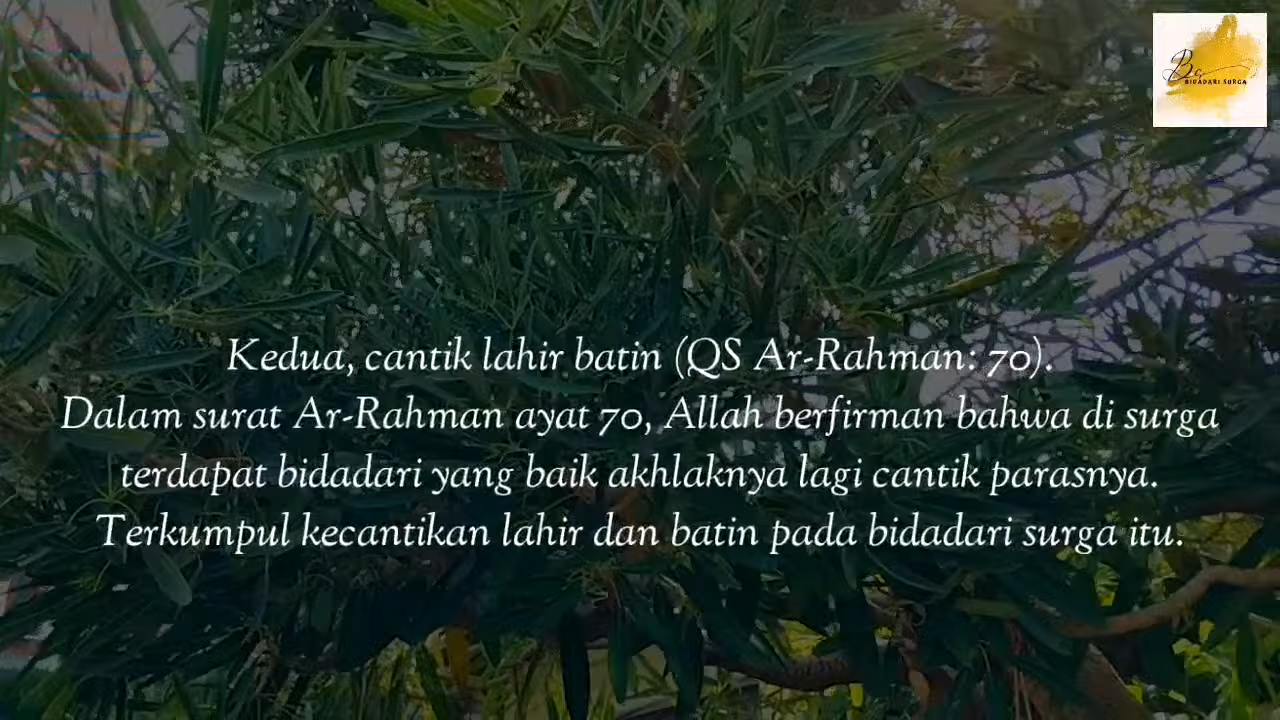 Bs
BIDADARI SURGA
Kedua, cantik lahir batin (QS Ar-Rahman: 70).
Dalam surat Ar-Rahman ayat 70, Allah berfirman bahwa di surga
terdapat bidadari yang baik akhlaknya lagi cantik parasnya.
Terkumpul kecantikan lahir dan batin pada bidadari surga itu.